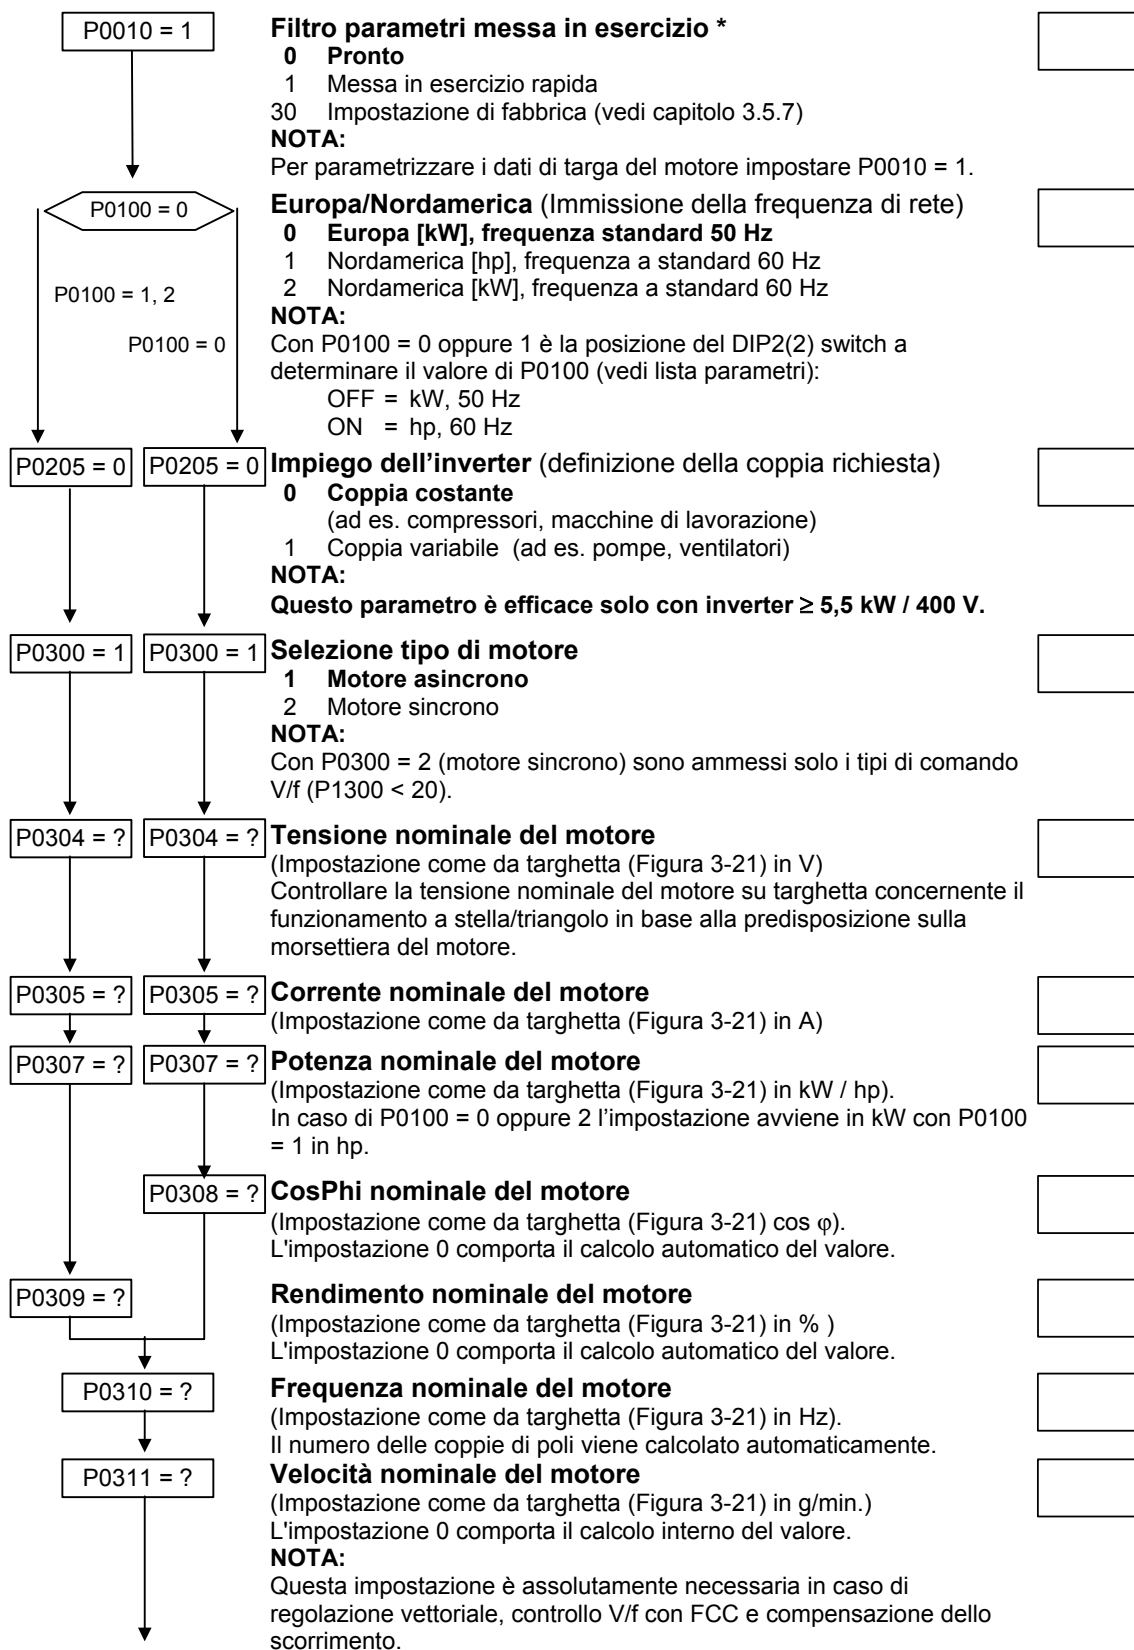 P0010 = 1
Filtro parametri messa in esercizio *
0 Pronto
1 Messa in esercizio rapida
30 Impostazione di fabbrica (vedi capitolo 3.5.7)
NOTA:
Per parametrizzare i dati di targa del motore impostare P0010 = 1.
P0100 = 0
Europa/Nordamerica (Immissione della frequenza di rete)
0 Europa [kW], frequenza standard 50 Hz
1 Nordamerica [hp], frequenza a standard 60 Hz
2 Nordamerica [kW], frequenza a standard 60 Hz
P0100 = 1, 2
NOTA:
P0100 = 0
Con P0100 = 0 oppure 1 è la posizione del DIP2(2) switch a
determinare il valore di P0100 (vedi lista parametri):
OFF = kW, 50 Hz
ON = hp, 60 Hz
P0205 = 0 P0205 = 0 Impiego dell'inverter (definizione della coppia richiesta)
0 Coppia costante
(ad es. compressori, macchine di lavorazione)
1 Coppia variabile (ad es. pompe, ventilatori)
NOTA:
Questo parametro è efficace solo con inverter ≥ 5,5 kW / 400 V.
P0300 = 1 P0300 = 1 Selezione tipo di motore
1 Motore asincrono
2 Motore sincrono
NOTA:
Con P0300 = 2 (motore sincrono) sono ammessi solo i tipi di comando
V/f (P1300 < 20).
P0304 = ? P0304 = ? Tensione nominale del motore
(Impostazione come da targhetta (Figura 3-21) in V)
Controllare la tensione nominale del motore su targhetta concernente il
funzionamento a stella/triangolo in base alla predisposizione sulla
morsettiera del motore.
P0305 = ? P0305 = ? Corrente nominale del motore
(Impostazione come da targhetta (Figura 3-21) in A)
P0307 = ? P0307 = ? Potenza nominale del motore
(Impostazione come da targhetta (Figura 3-21) in kW / hp).
In caso di P0100 = 0 oppure 2 l'impostazione avviene in kW con P0100
= 1 in hp.
P0308 = ? CosPhi nominale del motore
(Impostazione come da targhetta (Figura 3-21) cos φ).
L'impostazione 0 comporta il calcolo automatico del valore.
P0309 = ? Rendimento nominale del motore
(Impostazione come da targhetta (Figura 3-21) in % )
L'impostazione 0 comporta il calcolo automatico del valore.
P0310 = ? Frequenza nominale del motore
(Impostazione come da targhetta (Figura 3-21) in Hz).
Il numero delle coppie di poli viene calcolato automaticamente.
P0311 = ? Velocità nominale del motore
(Impostazione come da targhetta (Figura 3-21) in g/min.)
L'impostazione 0 comporta il calcolo interno del valore.
NOTA:
Questa impostazione è assolutamente necessaria in caso di
regolazione vettoriale, controllo V/f con FCC e compensazione dello
scorrimento.